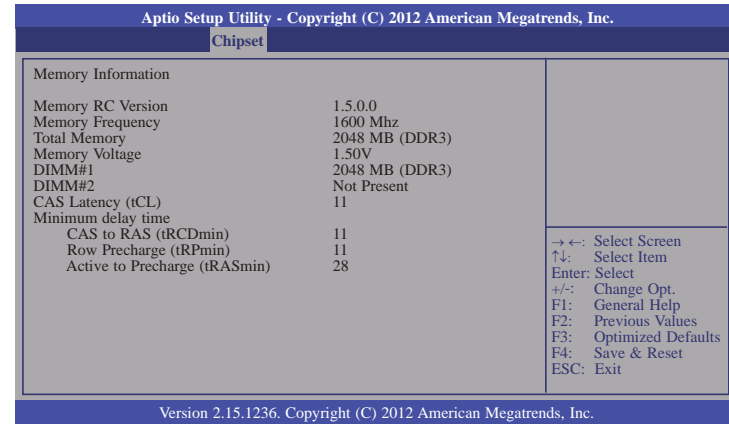 Aptio Setup Utility - Copyright (C) 2012 American Megatrends, Inc.
Chipset
Memory Information
Memory RC Version 1.5.0.0
Memory Frequency 1600 Mhz
Total Memory 2048 MB (DDR3)
Memory Voltage 1.50V
DIMM#1 2048 MB (DDR3)
DIMM#2 Not Present
CAS Latency (tCL) 11
Minimum delay time
CAS to RAS (tRCDmin) 11
Row Precharge (tRPmin) 11
Active to Precharge (tRASmin) 28
→←: Select Screen
↑↓: Select Item
Enter: Select
+/-: Change Opt.
F1: General Help
F2: Previous Values
F3: Optimized Defaults
F4: Save & Reset
ESC: Exit
Version 2.15.1236. Copyright (C) 2012 American Megatrends, Inc.